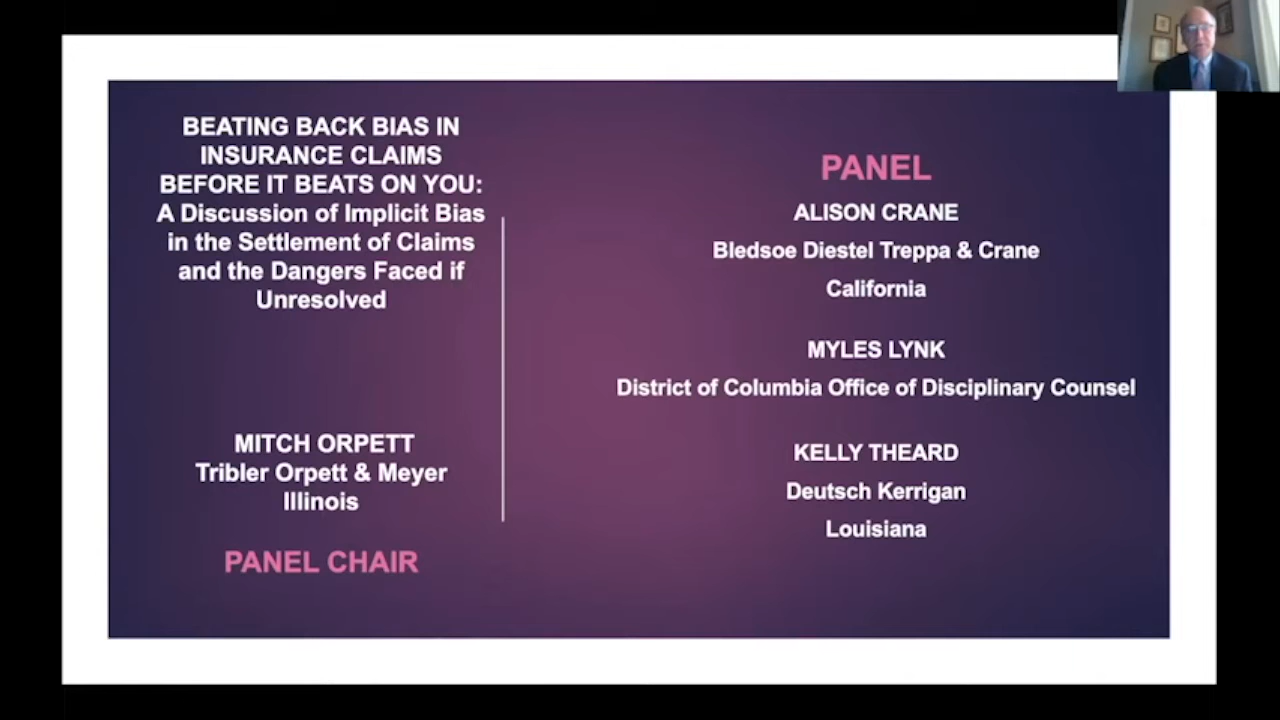 BEATING BACK BIAS IN
INSURANCE CLAIMS
BEFORE IT BEATS ON YOU:
A Discussion of Implicit Bias
in the Settlement of Claims
and the Dangers Faced if
Unresolved
MITCH ORPETT
Tribler Orpett & Meyer
Illinois
PANEL CHAIR
PANEL
ALISON CRANE
Bledsoe Diestel Treppa & Crane
California
MYLES LYNK
District of Columbia Office of Disciplinary Counsel
KELLY THEARD
Deutsch Kerrigan
Louisiana